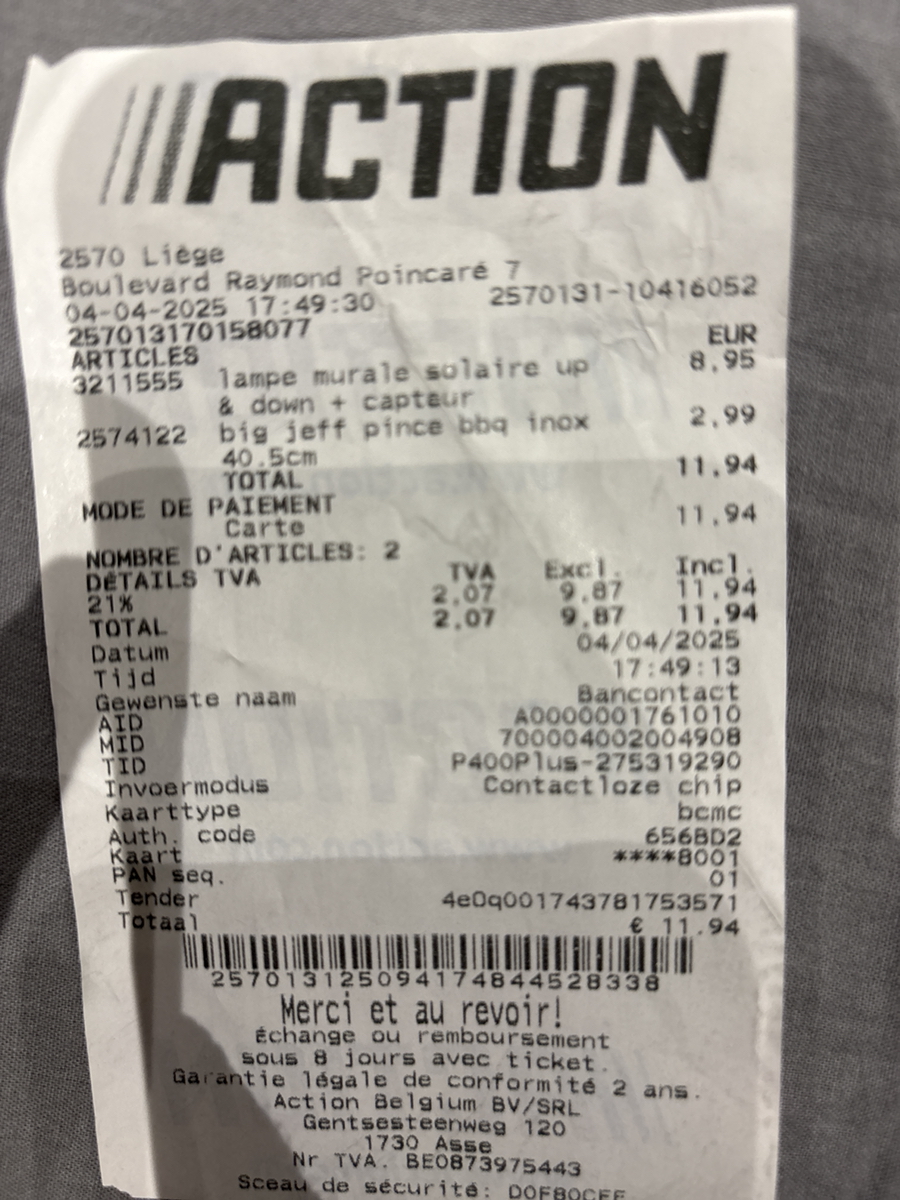 ACTION
2570 Liège
Boulevard Raymond Poincaré 7
04-04-2025 17:49:30 2570131-10416052
257013170158077
EUR
ARTICLES
3211555 lampe murale solaire up 8,95
& down + capteur
2574122 big jeff pince bbq inox 2,99
40.5cm
TOTAL 11,94
MODE DE PAIEMENT
Carte 11,94
NOMBRE D'ARTICLES: 2
DÉTAILS TVA TVA Excl. Incl.
21% 2,07 9,87 11,94
TOTAL 2,07 9,87 11,94
Datum 04/04/2025
Tijd 17:49:13
Gewenste naam Bancontact
AID A0000001761010
MID 700004002004908
TID P400Plus-275319290
Invoermodus Contactloze chip
Kaarttype bcmc
Auth. code 656BD2
Kaart ****8001
PAN seq. 01
Tender 4e0q001743781753571
Totaal € 11.94
257013125094174844528338
Merci et au revoir!
Échange ou remboursement
sous 8 jours avec ticket.
Garantie légale de conformité 2 ans.
Action Belgium BV/SRL
Gentsesteenweg 120
1730 Asse
Nr TVA. BE0873975443
Sceau de sécurité: